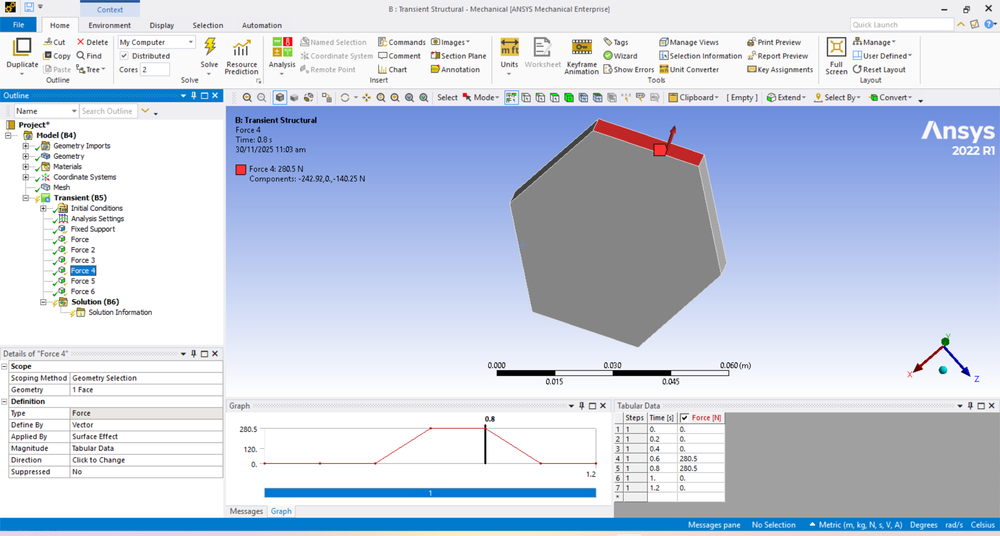 Context
B : Transient Structural - Mechanical [ANSYS Mechanical Enterprise]
File Home Environment Display Selection Automation
Quick Launch
Duplicate
Cut
Copy
Paste
Delete
Find
Tree
Outline
My Computer
Distributed
Cores 2
Solve
Resource
Prediction
Solve
Analysis
Named Selection
Coordinate System
Remote Point
Commands
Comment
Chart
Images
Section Plane
Annotation
Insert
Units
Worksheet
Keyframe
Animation
Tags
Wizard
Show Errors
Manage Views
Selection Information
Unit Converter
Print Preview
Report Preview
Key Assignments
Tools
Full
Screen
Manage
User Defined
Reset Layout
Layout
Outline
Name
Search Outline
Project*
Model (B4)
Geometry Imports
Geometry
Materials
Coordinate Systems
Mesh
Transient (B5)
Initial Conditions
Analysis Settings
Fixed Support
Force
Force 2
Force 3
Force 4
Force 5
Force 6
Solution (B6)
Solution Information
Select Mode Clipboard [ Empty ] Extend Select By Convert
B: Transient Structural
Force 4
Time: 0.8 s
30/11/2025 11:03 am
Force 4: 280.5 N
Components: -242.92,0.,-140.25 N
Ansys
2022 R1
0.000 0.030 0.060 (m)
0.015 0.045
Y
X
Z
Details of "Force 4"
Scope
Scoping Method Geometry Selection
Geometry 1 Face
Definition
Type Force
Define By Vector
Applied By Surface Effect
Magnitude Tabular Data
Direction Click to Change
Suppressed No
Graph
0.8
280.5
120.
0.
1.2
1
Messages Graph
Tabular Data
Steps Time [s] Force [N]
1 1 0. 0.
2 1 0.2 0.
3 1 0.4 0.
4 1 0.6 280.5
5 1 0.8 280.5
6 1 1. 0.
7 1 1.2 0.
*
Messages pane No Selection Metric (m, kg, N, s, V, A) Degrees rad/s Celsius